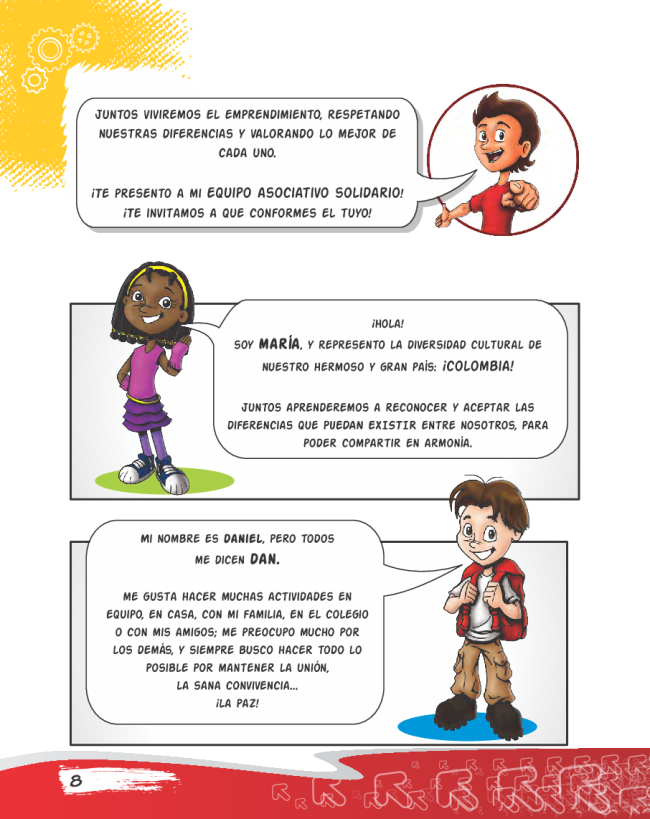 JUNTOS VIVIREMOS EL EMPRENDIMIENTO, RESPETANDO
NUESTRAS DIFERENCIAS Y VALORANDO LO MEJOR DE
CADA UNO.
¡TE PRESENTO A MI EQUIPO ASOCIATIVO SOLIDARIO!
¡TE INVITAMOS A QUE CONFORMES EL TUYO!
¡HOLA!
SOY MARÍA, Y REPRESENTO LA DIVERSIDAD CULTURAL DE
NUESTRO HERMOSO Y GRAN PAÍS: ¡COLOMBIA!
JUNTOS APRENDEREMOS A RECONOCER Y ACEPTAR LAS
DIFERENCIAS QUE PUEDAN EXISTIR ENTRE NOSOTROS, PARA
PODER COMPARTIR EN ARMONÍA.
MI NOMBRE ES DANIEL, PERO TODOS
ME DICEN DAN.
ME GUSTA HACER MUCHAS ACTIVIDADES EN
EQUIPO, EN CASA, CON MI FAMILIA, EN EL COLEGIO
O CON MIS AMIGOS; ME PREOCUPO MUCHO POR
LOS DEMÁS, Y SIEMPRE BUSCO HACER TODO LO
POSIBLE POR MANTENER LA UNIÓN,
LA SANA CONVIVENCIA...
¡LA PAZ!
8